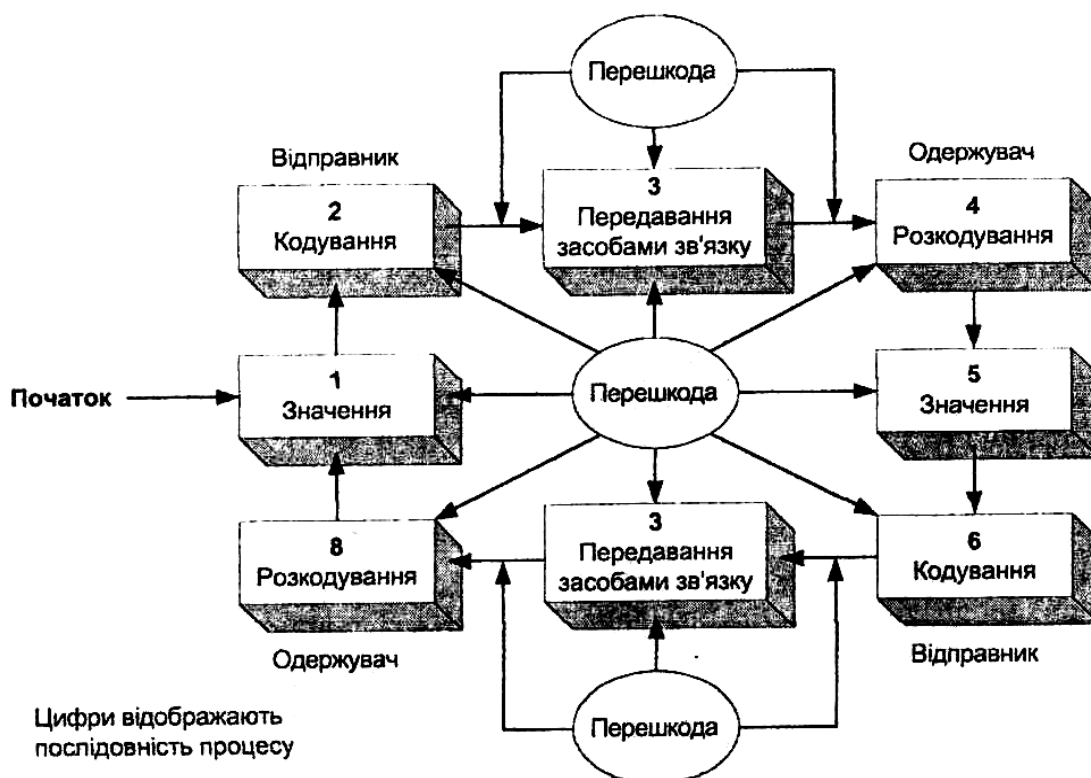 Перешкода
Відправник
Одержувач
2
Кодування
3
Передавання
засобами зв'язку
4
Розкодування
Початок
1
Значення
Перешкода
5
Значення
8
Розкодування
3
Передавання
засобами зв'язку
6
Кодування
Одержувач
Відправник
Перешкода
Цифри відображають
послідовність процесу